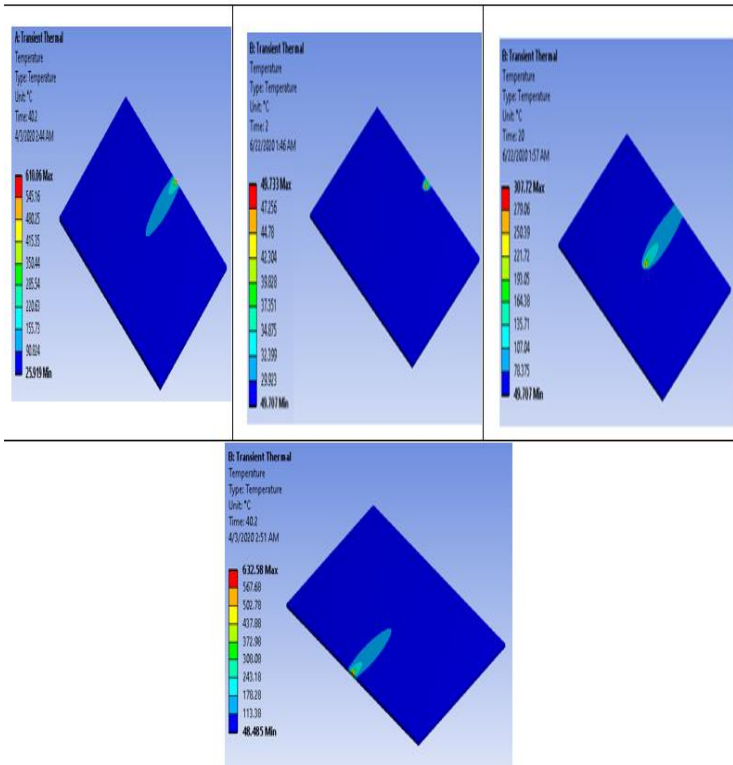 A: Transient Thermal
Temperature
Type: Temperature
Unit: °C
Time: 40.2
4/3/2020 2:44 AM
610.06 Max
545.16
480.25
415.35
350.44
285.54
220.63
155.73
90.824
25.919 Min
B: Transient Thermal
Temperature
Type: Temperature
Unit: °C
Time: 2
6/22/2020 1:46 AM
49.733 Max
47.256
44.78
42.304
39.828
37.351
34.875
32.399
29.923
49.707 Min
B: Transient Thermal
Temperature
Type: Temperature
Unit: °C
Time: 20
6/22/2020 1:57 AM
307.72 Max
279.06
250.39
221.72
193.05
164.38
135.71
107.04
78.375
49.707 Min
B: Transient Thermal
Temperature
Type: Temperature
Unit: °C
Time: 40.2
4/3/2020 2:51 AM
632.58 Max
567.68
502.78
437.88
372.98
308.08
243.18
178.28
113.38
48.485 Min